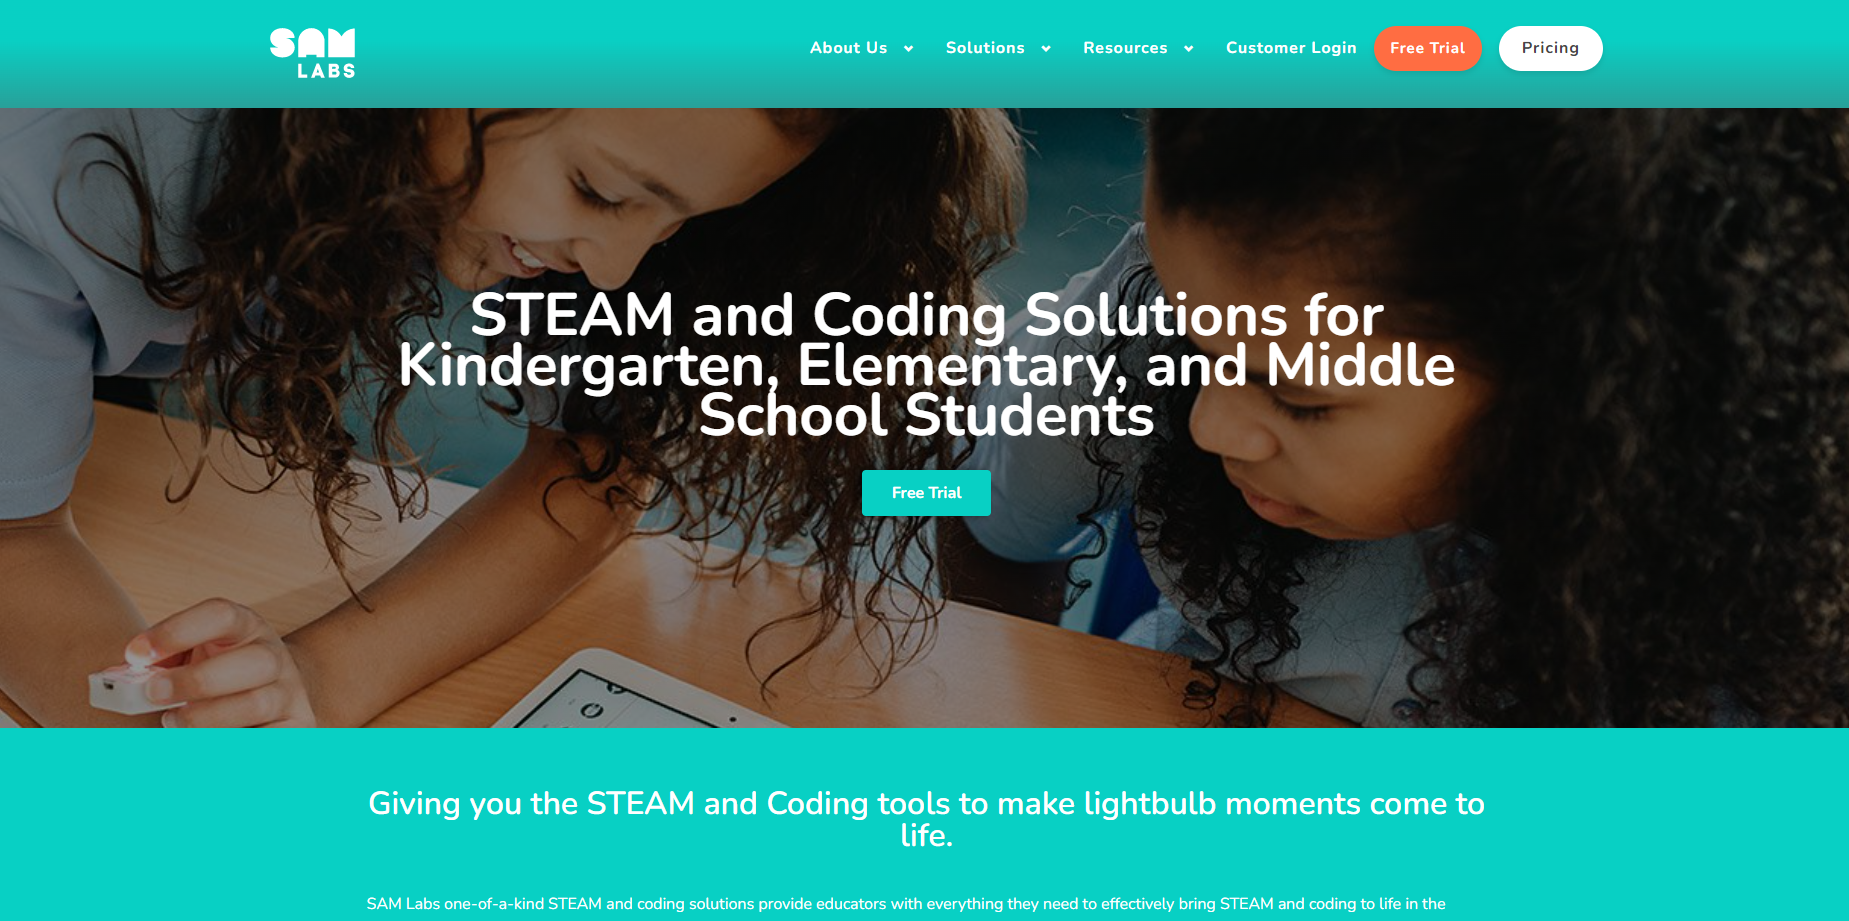 SAM
LABS
About Us Solutions Resources Customer Login Free Trial Pricing
STEAM and Coding Solutions for
Kindergarten, Elementary, and Middle
School Students
Free Trial
Giving you the STEAM and Coding tools to make lightbulb moments come to
life.
SAM Labs one-of-a-kind STEAM and coding solutions provide educators with everything they need to effectively bring STEAM and coding to life in the